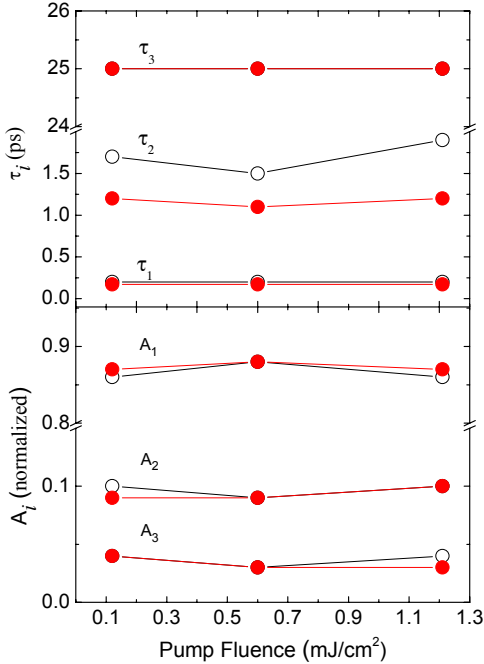 26
τ₃
25
24
τ₂
τᵢ (ps)
1.5
1.0
0.5
τ₁
0.0
A₁
0.9
0.8
Aᵢ (normalized)
A₂
0.1
A₃
0.0
0.1 0.3 0.6 0.7 0.9 1.1 1.3
Pump Fluence (mJ/cm²)